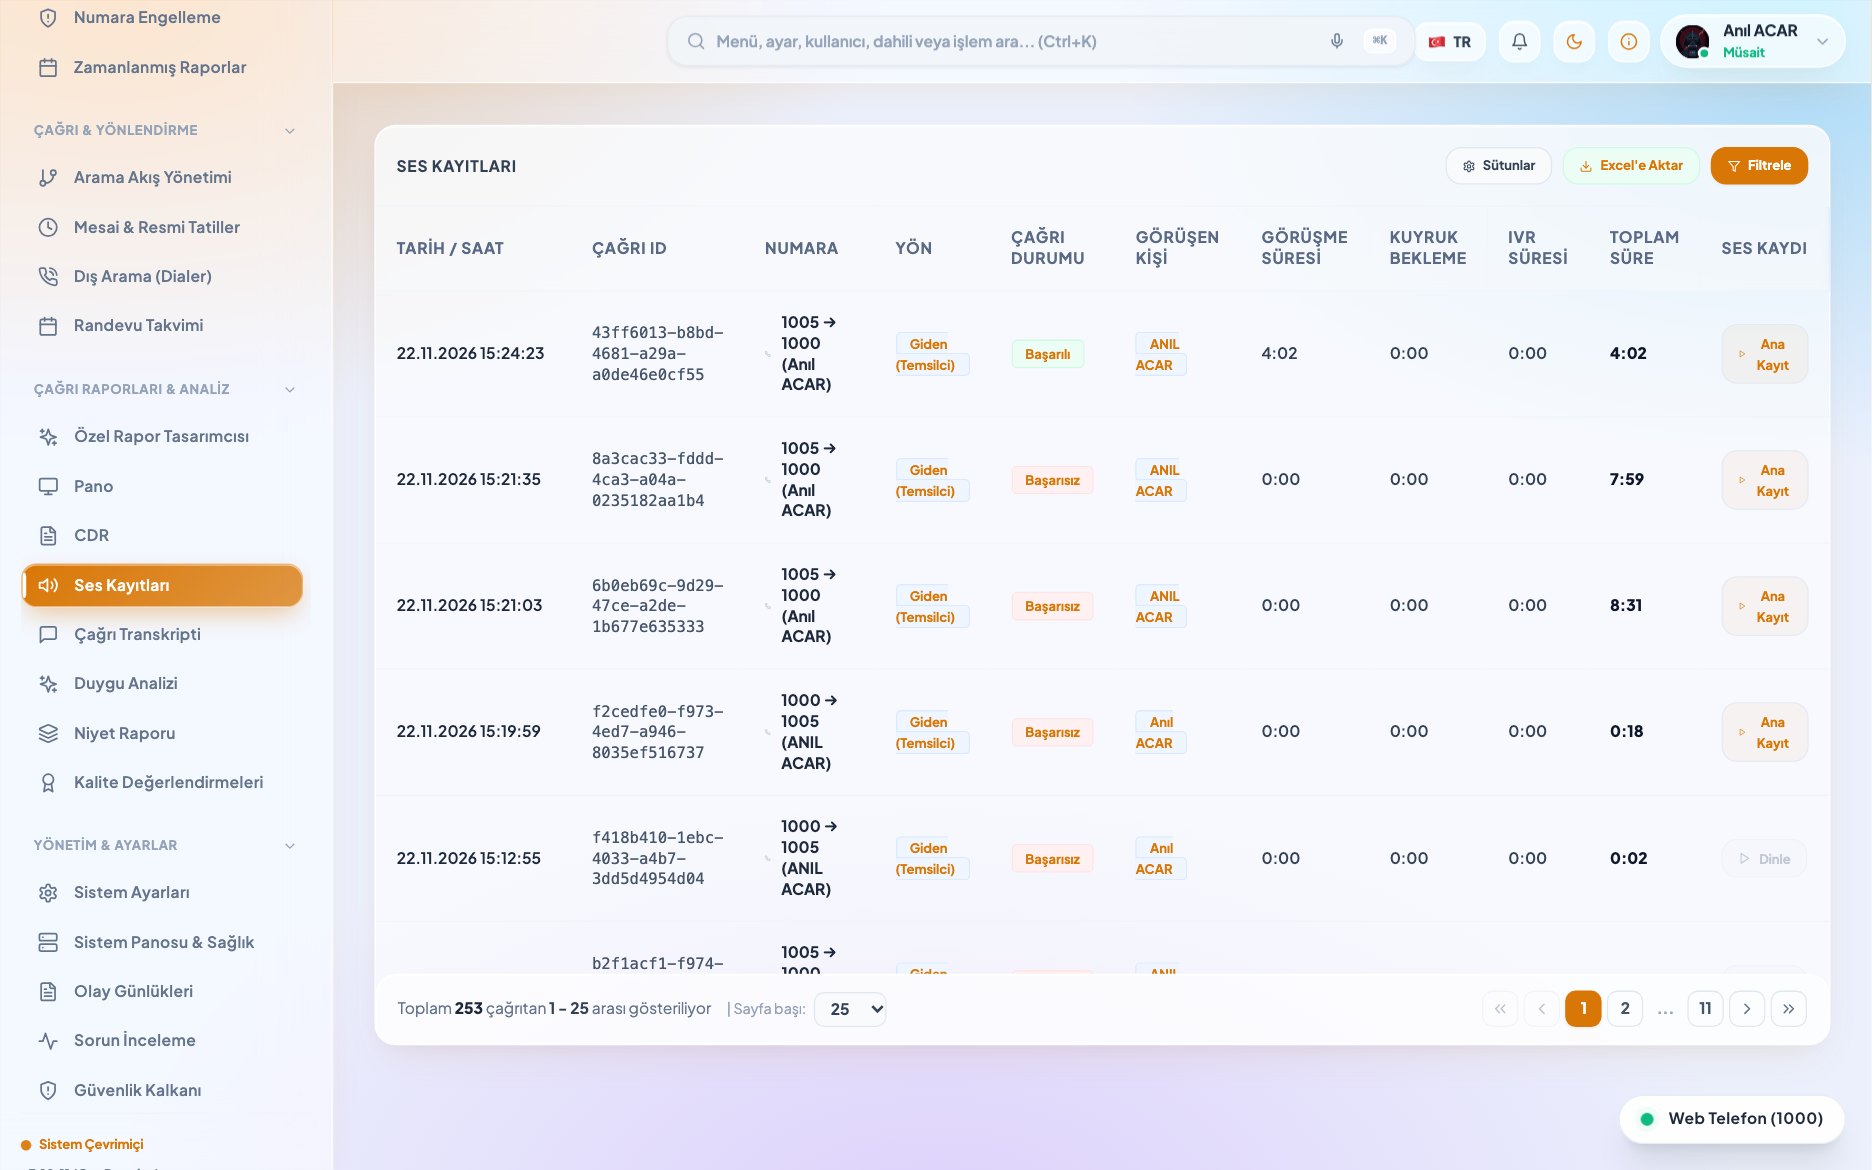 Numara Engelleme
Zamanlanmış Raporlar
ÇAĞRI & YÖNLENDİRME
Arama Akış Yönetimi
Mesai & Resmi Tatiller
Dış Arama (Dialer)
Randevu Takvimi
ÇAĞRI RAPORLARI & ANALİZ
Özel Rapor Tasarımcısı
Pano
CDR
Ses Kayıtları
Çağrı Transkripti
Duygu Analizi
Niyet Raporu
Kalite Değerlendirmeleri
YÖNETİM & AYARLAR
Sistem Ayarları
Sistem Panosu & Sağlık
Olay Günlükleri
Sorun İnceleme
Güvenlik Kalkanı
Sistem Çevrimiçi
Menü, ayar, kullanıcı, dahili veya işlem ara... (Ctrl+K)
⌘K
TR
Anıl ACAR
Müsait
SES KAYITLARI
Sütunlar
Excel'e Aktar
Filtrele
TARİH / SAAT
ÇAĞRI ID
NUMARA
YÖN
ÇAĞRI
DURUMU
GÖRÜŞEN
KİŞİ
GÖRÜŞME
SÜRESİ
KUYRUK
BEKLEME
IVR
SÜRESİ
TOPLAM
SÜRE
SES KAYDI
22.11.2026 15:24:23
43ff6013-b8bd-
4681-a29a-
a0de46e0cf55
1005 →
1000
(Anıl
ACAR)
Giden
(Temsilci)
Başarılı
ANIL
ACAR
4:02
0:00
0:00
4:02
Ana
Kayıt
22.11.2026 15:21:35
8a3cac33-fddd-
4ca3-a04a-
0235182aa1b4
1005 →
1000
(Anıl
ACAR)
Giden
(Temsilci)
Başarısız
ANIL
ACAR
0:00
0:00
0:00
7:59
Ana
Kayıt
22.11.2026 15:21:03
6b0eb69c-9d29-
47ce-a2de-
1b677e635333
1005 →
1000
(Anıl
ACAR)
Giden
(Temsilci)
Başarısız
ANIL
ACAR
0:00
0:00
0:00
8:31
Ana
Kayıt
22.11.2026 15:19:59
f2cedfe0-f973-
4ed7-a946-
8035ef516737
1000 →
1005
(ANIL
ACAR)
Giden
(Temsilci)
Başarısız
Anıl
ACAR
0:00
0:00
0:00
0:18
Ana
Kayıt
22.11.2026 15:12:55
f418b410-1ebc-
4033-a4b7-
3dd5d4954d04
1000 →
1005
(ANIL
ACAR)
Giden
(Temsilci)
Başarısız
Anıl
ACAR
0:00
0:00
0:00
0:02
Dinle
b2f1acf1-f974-
1005 →
1000
Giden
ANIL
Toplam 253 çağrıtan 1 - 25 arası gösteriliyor | Sayfa başı: 25
« ‹ 1 2 ... 11 › »
Web Telefon (1000)